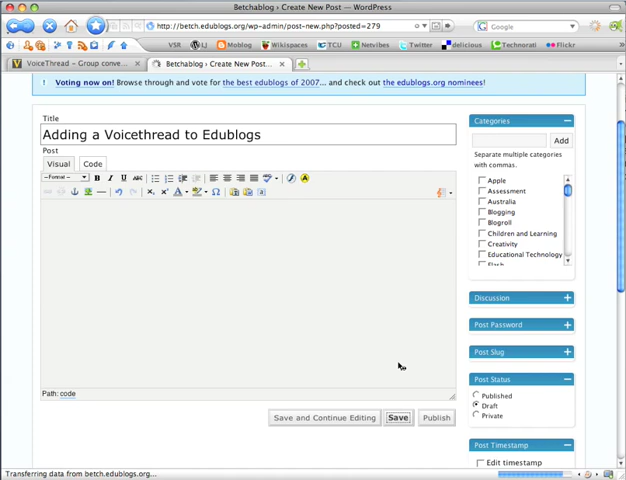 Betchablog › Create New Post — WordPress
http://betch.edublogs.org/wp-admin/post-new.php?posted=279
Google
VSR LJ Moblog Wikispaces TCU Netvibes Twitter delicious Technorati Flickr
VoiceThread – Group conve...
Betchablog › Create New Post...
! Voting now on! Browse through and vote for the best edublogs of 2007... and check out the edublogs.org nominees!
Title
Adding a Voicethread to Edublogs
Post
Visual Code
--Format--
B I U ABC
Path: code
Save and Continue Editing Save Publish
Categories
Add
Separate multiple categories with commas.
Apple
Assessment
Australia
Blogging
Blogroll
Children and Learning
Creativity
Educational Technology
Flash
Discussion
Post Password
Post Slug
Post Status
Published
Draft
Private
Post Timestamp
Edit timestamp
Transferring data from betch.edublogs.org...